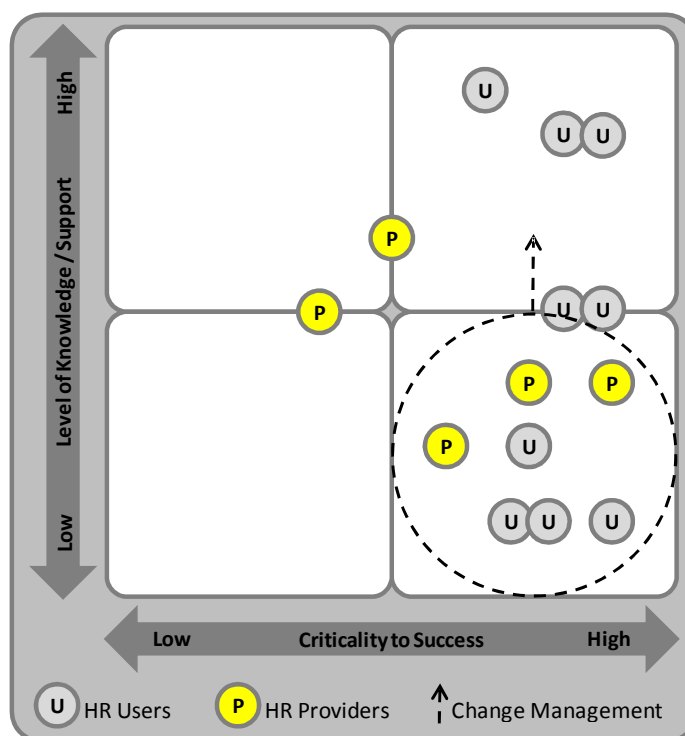 High
Level of Knowledge / Support
Low
U
U U
P
P
U U
P P
P U
U U U
Low Criticality to Success High
U HR Users P HR Providers Change Management